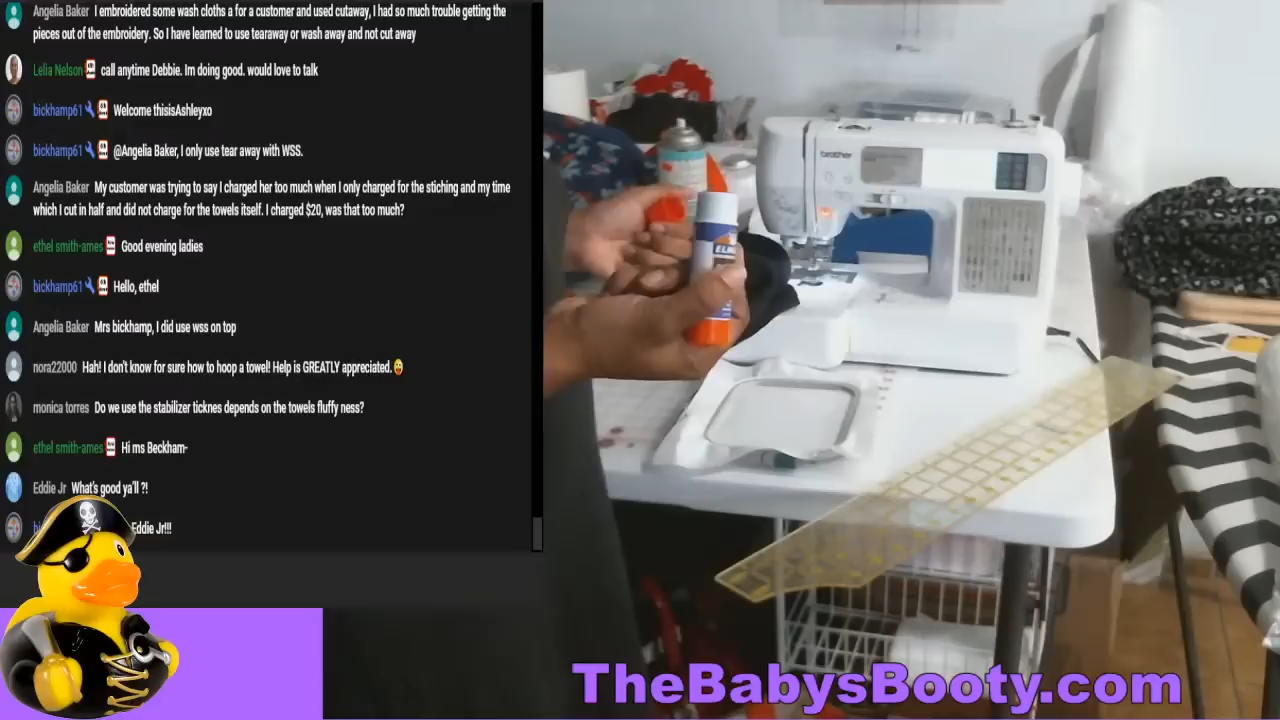 Angelia Baker I embroidered some wash cloths a for a customer and used cutaway, I had so much trouble getting the
pieces out of the embroidery. So I have learned to use tearaway or wash away and not cut away
Lelia Nelson call anytime Debbie. Im doing good. would love to talk
bickhamp61 Welcome thisisAshleyxo
bickhamp61 @Angelia Baker, I only use tear away with WSS.
Angelia Baker My customer was trying to say I charged her too much when I only charged for the stiching and my time
which I cut in half and did not charge for the towels itself. I charged $20, was that too much?
ethel smith-ames Good evening ladies
bickhamp61 Hello, ethel
Angelia Baker Mrs bickhamp, I did use wss on top
nora22000 Hah! I don't know for sure how to hoop a towel! Help is GREATLY appreciated.
monica torres Do we use the stabilizer ticknes depends on the towels fluffy ness?
ethel smith-ames Hi ms Beckham-
Eddie Jr What's good ya'll ?!
Eddie Jr!!!
brother
TheBabysBooty.com